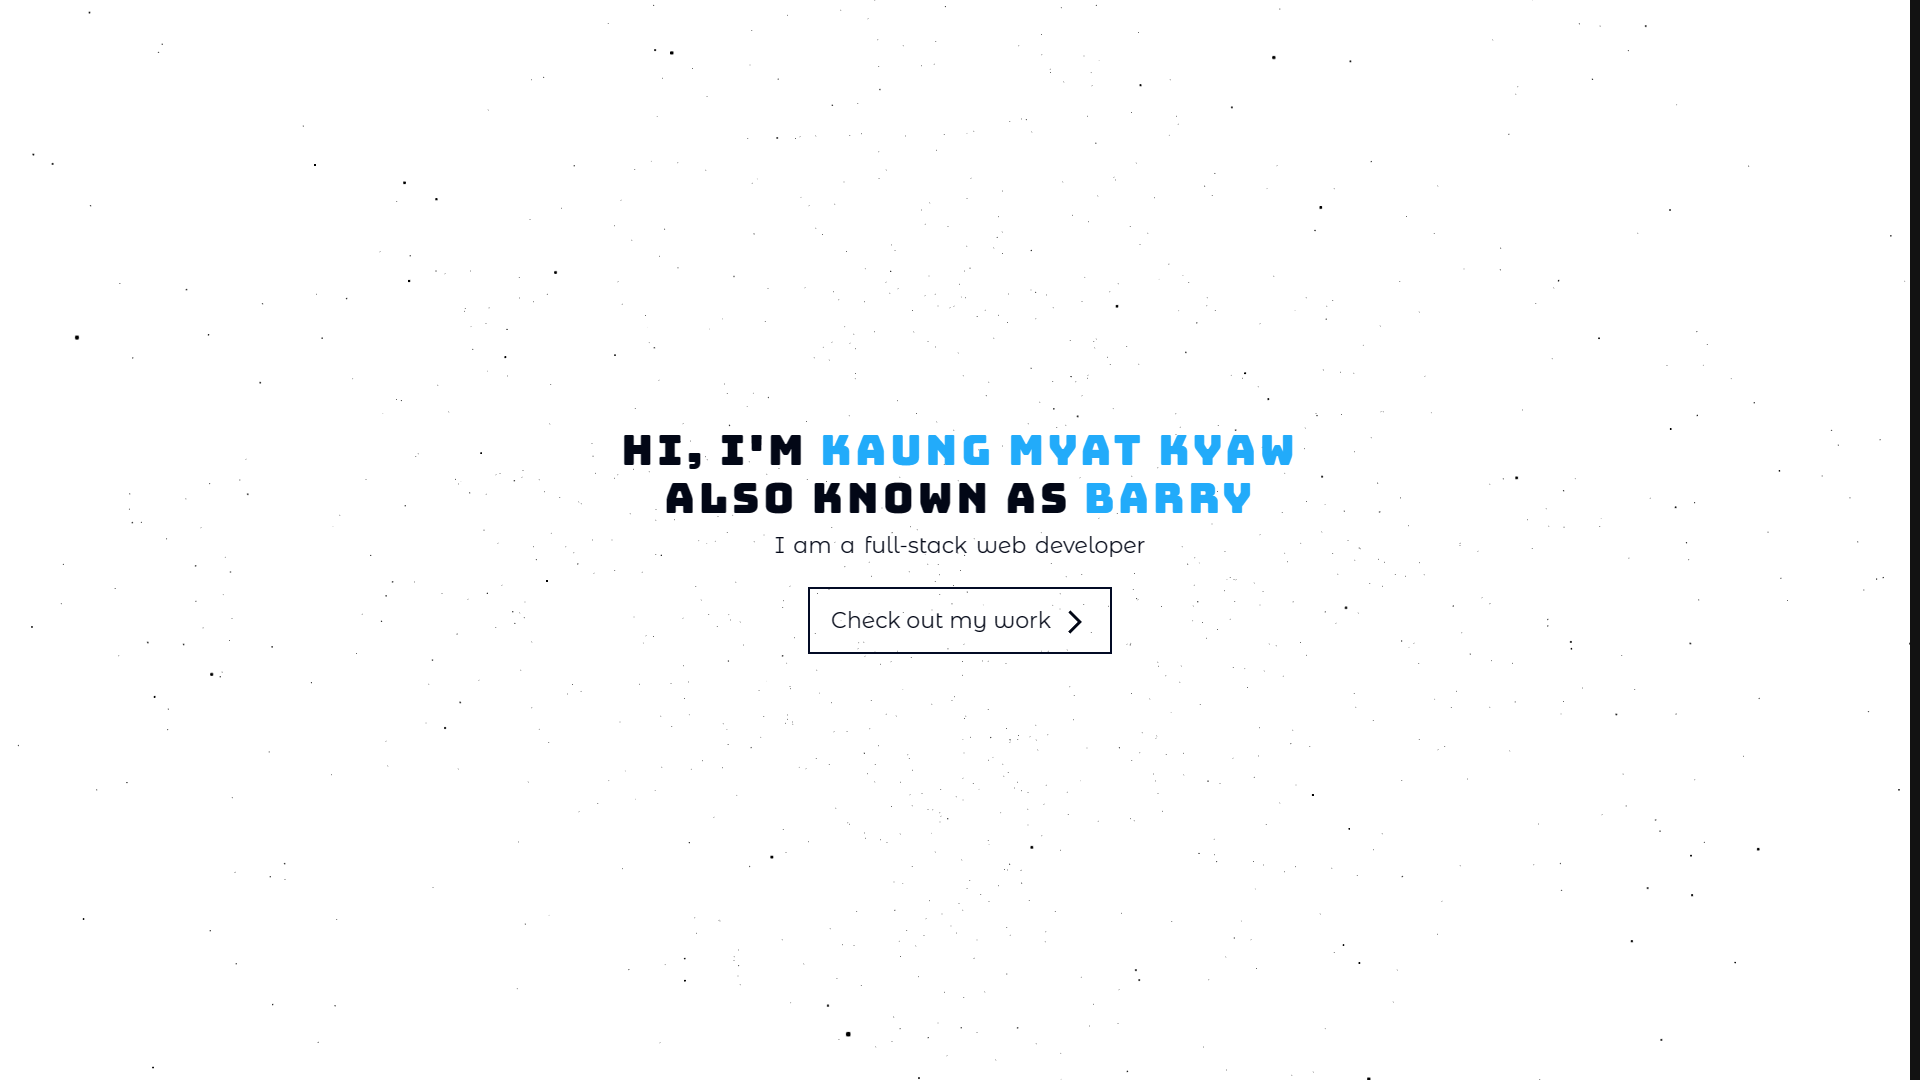 HI, I'M KAUNG MYAT KYAW
ALSO KNOWN AS BARRY
I am a full-stack web developer
Check out my work